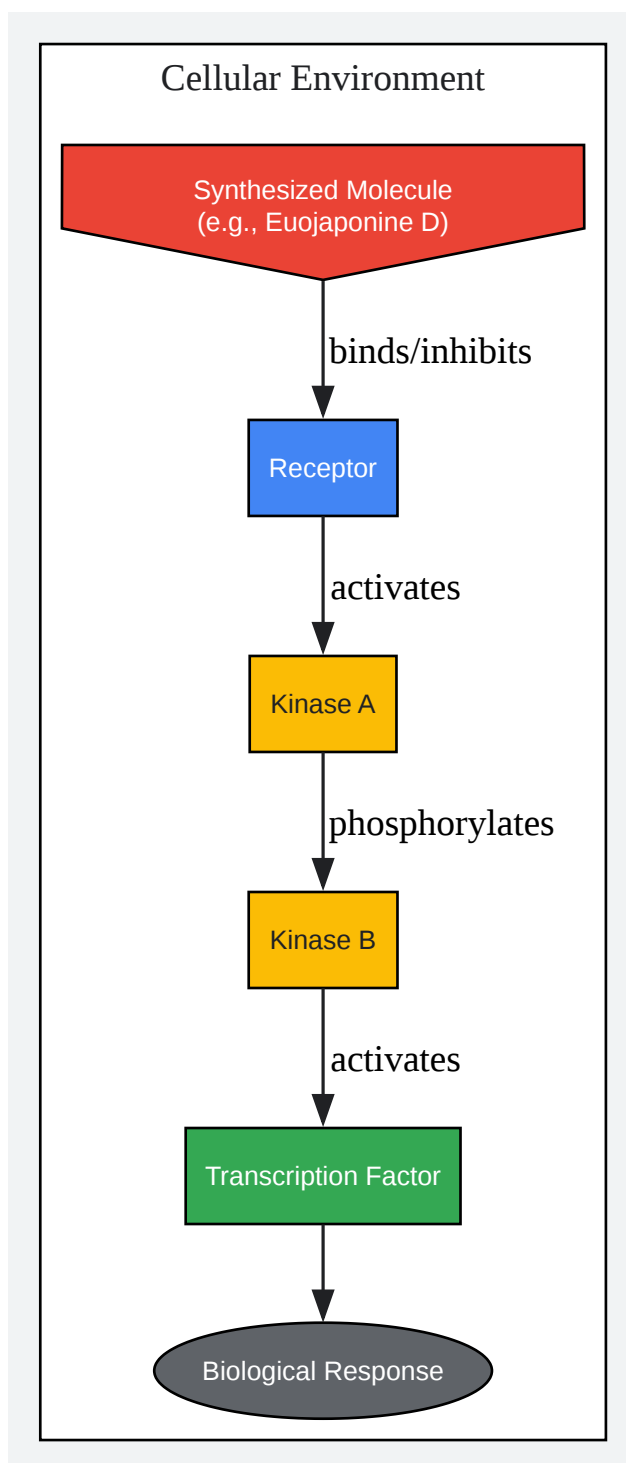 Cellular Environment
Synthesized Molecule
(e.g., Euojaponine D)
binds/inhibits
Receptor
activates
Kinase A
phosphorylates
Kinase B
activates
Transcription Factor
Biological Response